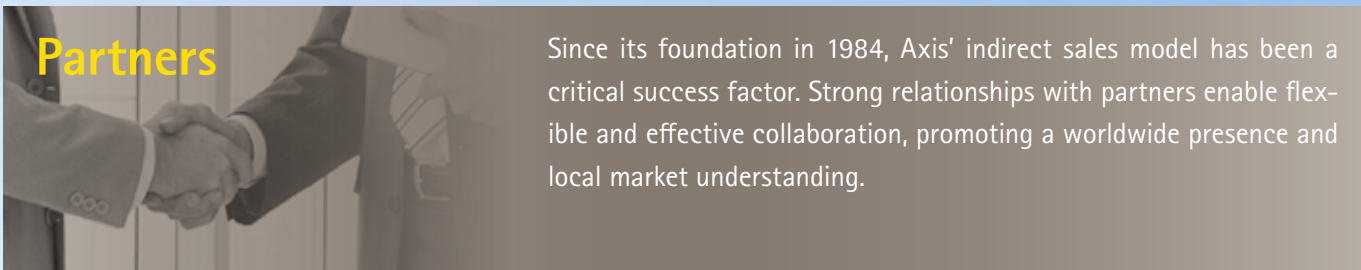 Partners
Since its foundation in 1984, Axis' indirect sales model has been a
critical success factor. Strong relationships with partners enable flex-
ible and effective collaboration, promoting a worldwide presence and
local market understanding.